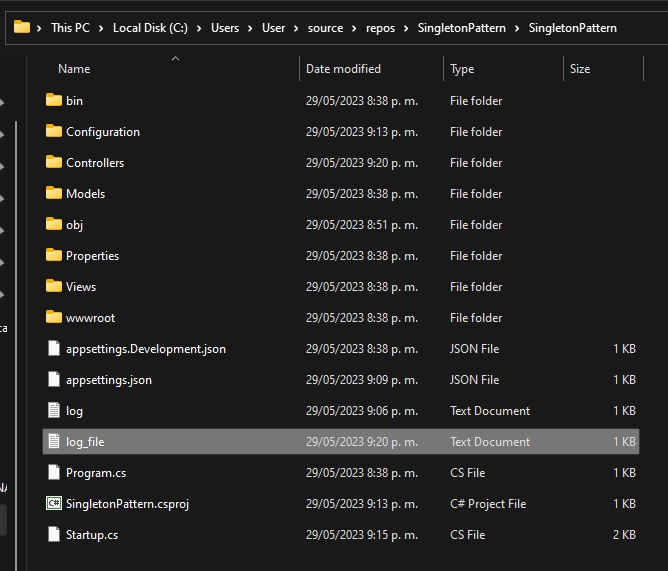 This PC > Local Disk (C:) > Users > User > source > repos > SingletonPattern > SingletonPattern
Name Date modified Type Size
bin 29/05/2023 8:38 p. m. File folder
Configuration 29/05/2023 9:13 p. m. File folder
Controllers 29/05/2023 9:20 p. m. File folder
Models 29/05/2023 8:38 p. m. File folder
obj 29/05/2023 8:51 p. m. File folder
Properties 29/05/2023 8:38 p. m. File folder
Views 29/05/2023 8:38 p. m. File folder
wwwroot 29/05/2023 8:38 p. m. File folder
appsettings.Development.json 29/05/2023 8:38 p. m. JSON File 1 KB
appsettings.json 29/05/2023 9:09 p. m. JSON File 1 KB
log 29/05/2023 9:06 p. m. Text Document 1 KB
log_file 29/05/2023 9:20 p. m. Text Document 1 KB
Program.cs 29/05/2023 8:38 p. m. CS File 1 KB
C# SingletonPattern.csproj 29/05/2023 9:13 p. m. C# Project File 1 KB
Startup.cs 29/05/2023 9:15 p. m. CS File 2 KB